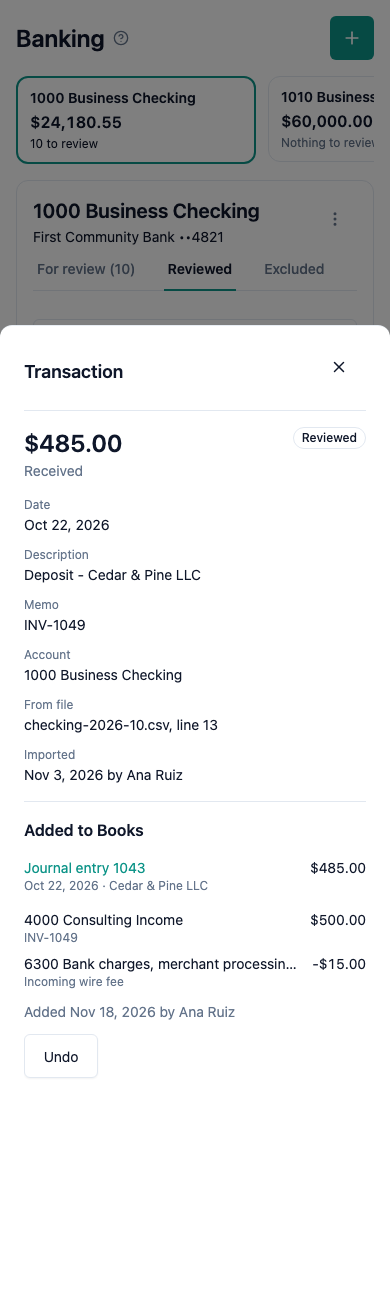 Banking
1000 Business Checking
$24,180.55
10 to review
1010 Business
$60,000.00
Nothing to review
1000 Business Checking
First Community Bank ••4821
For review (10)
Reviewed
Excluded
Transaction
$485.00
Reviewed
Received
Date
Oct 22, 2026
Description
Deposit - Cedar & Pine LLC
Memo
INV-1049
Account
1000 Business Checking
From file
checking-2026-10.csv, line 13
Imported
Nov 3, 2026 by Ana Ruiz
Added to Books
Journal entry 1043 $485.00
Oct 22, 2026 · Cedar & Pine LLC
4000 Consulting Income $500.00
INV-1049
6300 Bank charges, merchant processin... -$15.00
Incoming wire fee
Added Nov 18, 2026 by Ana Ruiz
Undo